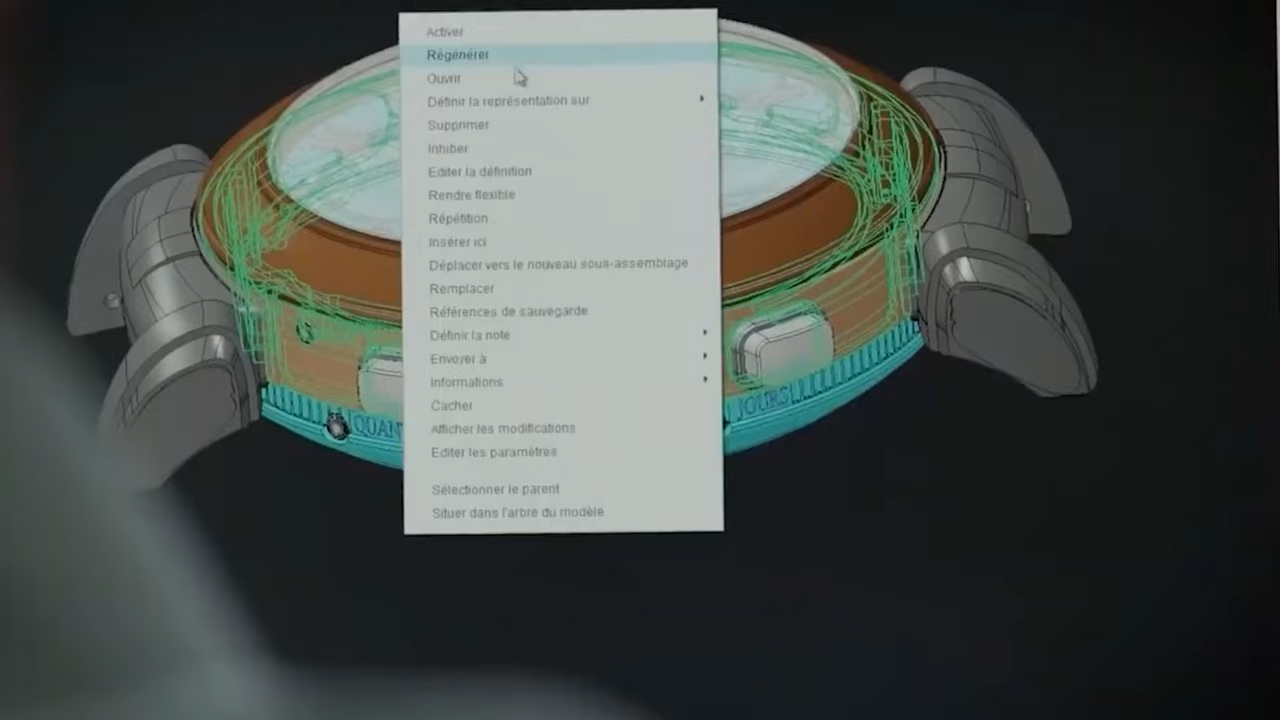 Activer
Régénérer
Ouvrir
Définir la représentation sur
Supprimer
Inhiber
Editer la définition
Rendre flexible
Répétition...
Insérer ici
Déplacer vers le nouveau sous-assemblage
Remplacer
Références de sauvegarde
Définir la note
Envoyer à
Informations
Cacher
Afficher les modifications
Editer les paramètres
Sélectionner le parent
Situer dans l'arbre du modèle
QUAN
JOURS